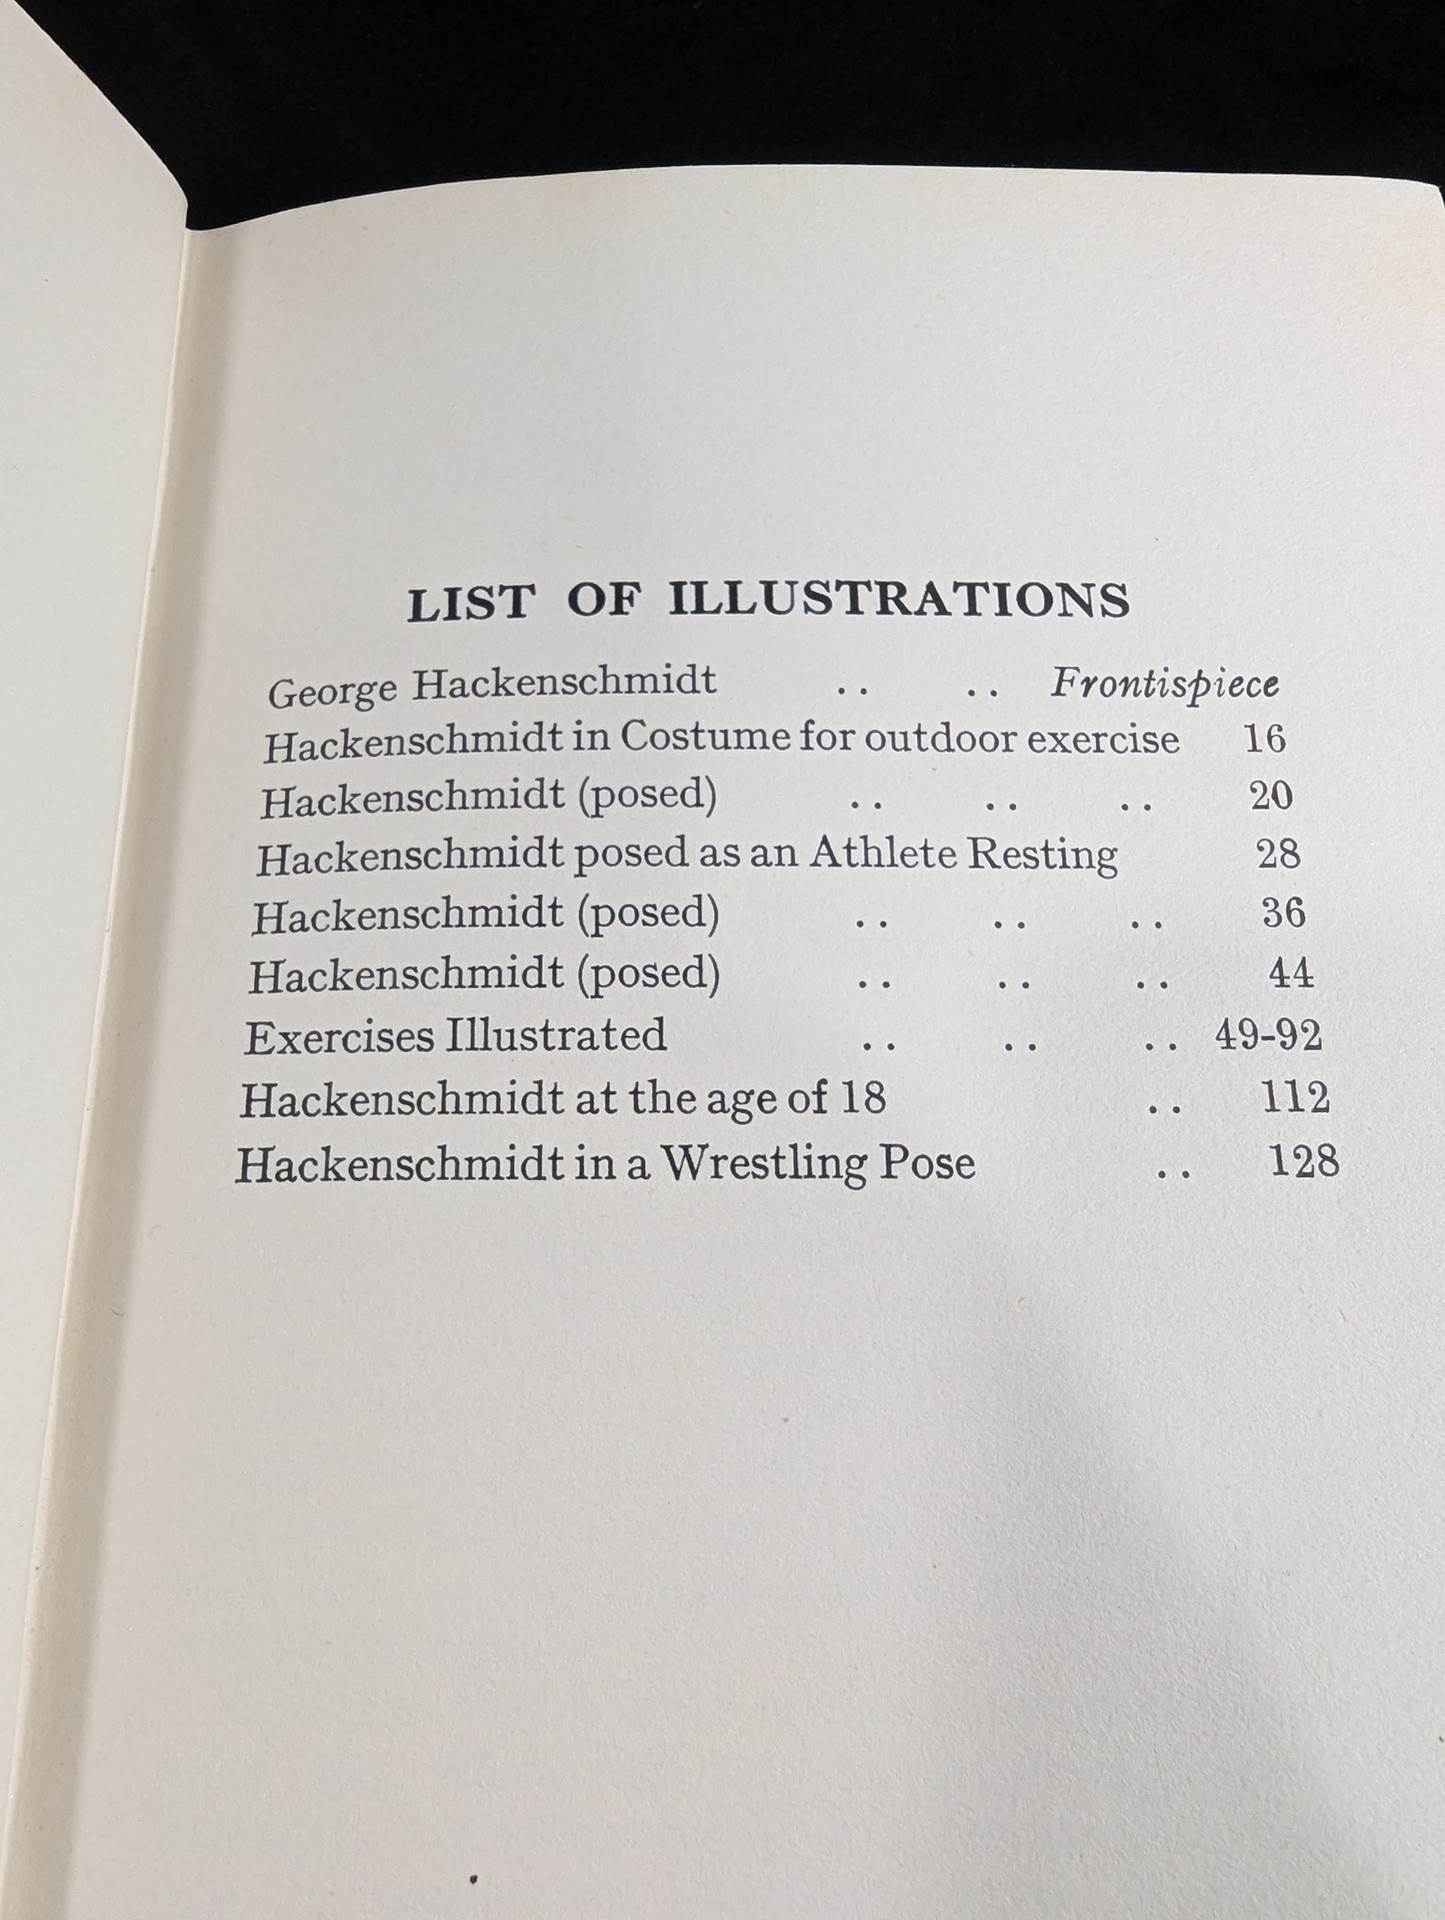 LIST OF ILLUSTRATIONS
George Hackenschmidt .. .. Frontispiece
Hackenschmidt in Costume for outdoor exercise 16
Hackenschmidt (posed) .. .. .. 20
Hackenschmidt posed as an Athlete Resting 28
Hackenschmidt (posed) .. .. .. 36
Hackenschmidt (posed) .. .. .. 44
Exercises Illustrated .. .. .. 49-92
Hackenschmidt at the age of 18 .. 112
Hackenschmidt in a Wrestling Pose .. 128